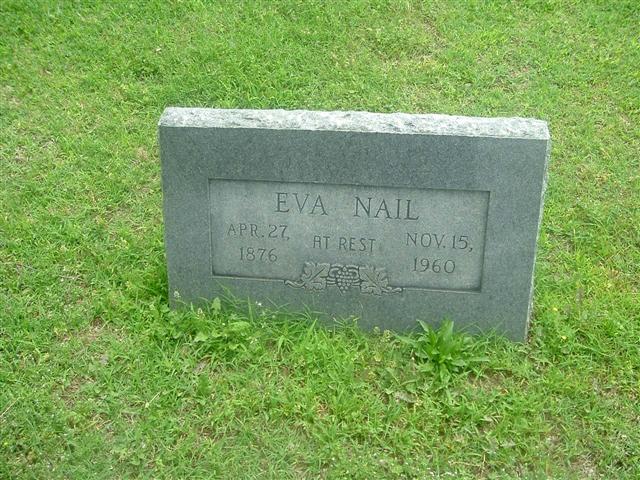 EVA NAIL
APR. 27, 1876
AT REST
NOV. 15, 1960